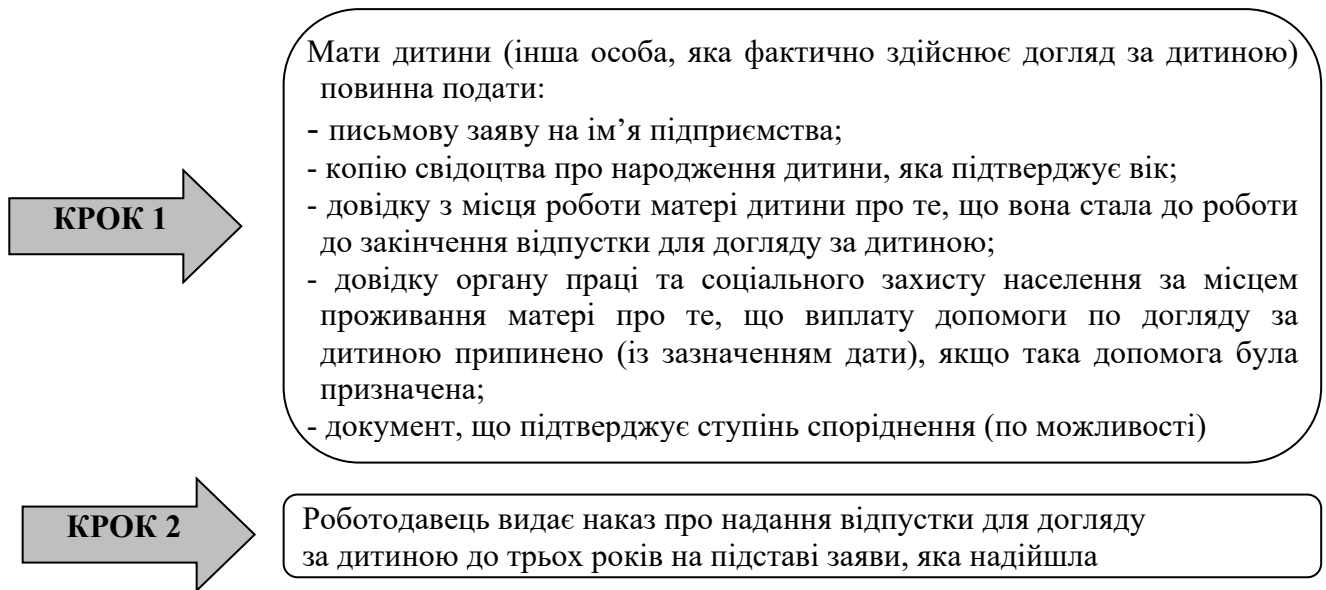 Мати дитини (інша особа, яка фактично здійснює догляд за дитиною)
повинна подати:
- письмову заяву на ім’я підприємства;
- копію свідоцтва про народження дитини, яка підтверджує вік;
КРОК 1
- довідку з місця роботи матері дитини про те, що вона стала до роботи
до закінчення відпустки для догляду за дитиною;
- довідку органу праці та соціального захисту населення за місцем
проживання матері про те, що виплату допомоги по догляду за
дитиною припинено (із зазначенням дати), якщо така допомога була
призначена;
- документ, що підтверджує ступінь споріднення (по можливості)
КРОК 2
Роботодавець видає наказ про надання відпустки для догляду
за дитиною до трьох років на підставі заяви, яка надійшла